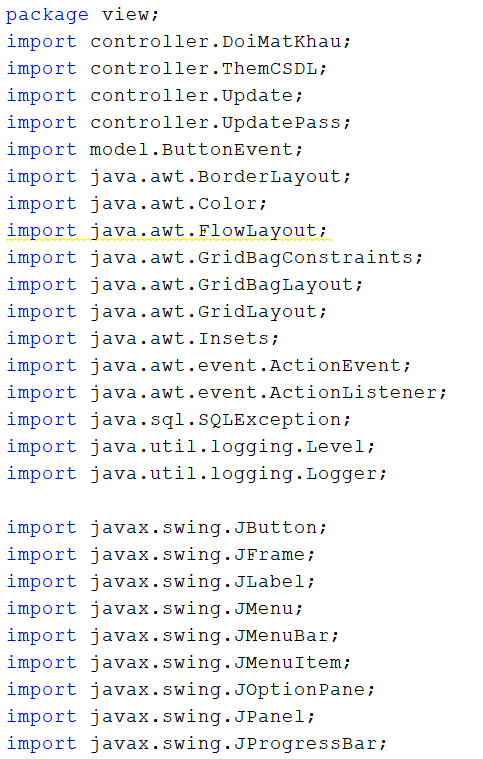 package view;
import controller.DoiMatKhau;
import controller.ThemCSDL;
import controller.Update;
import controller.UpdatePass;
import model.ButtonEvent;
import java.awt.BorderLayout;
import java.awt.Color;
import java.awt.FlowLayout;
import java.awt.GridBagConstraints;
import java.awt.GridBagLayout;
import java.awt.GridLayout;
import java.awt.Insets;
import java.awt.event.ActionEvent;
import java.awt.event.ActionListener;
import java.sql.SQLException;
import java.util.logging.Level;
import java.util.logging.Logger;
import javax.swing.JButton;
import javax.swing.JFrame;
import javax.swing.JLabel;
import javax.swing.JMenu;
import javax.swing.JMenuBar;
import javax.swing.JMenuItem;
import javax.swing.JOptionPane;
import javax.swing.JPanel;
import javax.swing.JProgressBar;